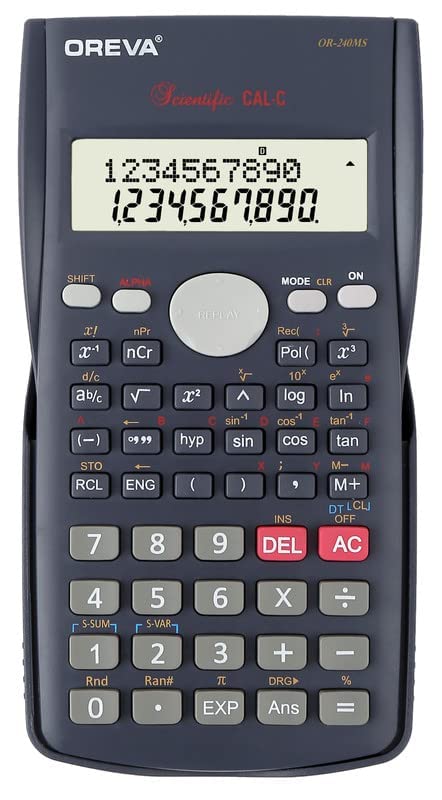 OREVA® OR-240MS
Scientific CAL-C
D
1234567890
1,234,567,890.
SHIFT ALPHA MODE CLR ON
REPLAY
x! nPr Rec( : ³√
x⁻¹ nCr Pol( x³
d/c ˣ√ 10ˣ eˣ e
ab/c √ x² ^ log ln
A ← B C sin⁻¹ D cos⁻¹ E tan⁻¹ F
(−) °’’’ hyp sin cos tan
STO ← X ; Y M− M
RCL ENG ( ) , M+
DT CL
INS OFF
7 8 9 DEL AC
4 5 6 X ÷
S-SUM S-VAR
1 2 3 + −
Rnd Ran# π DRG▶ %
0 · EXP Ans =